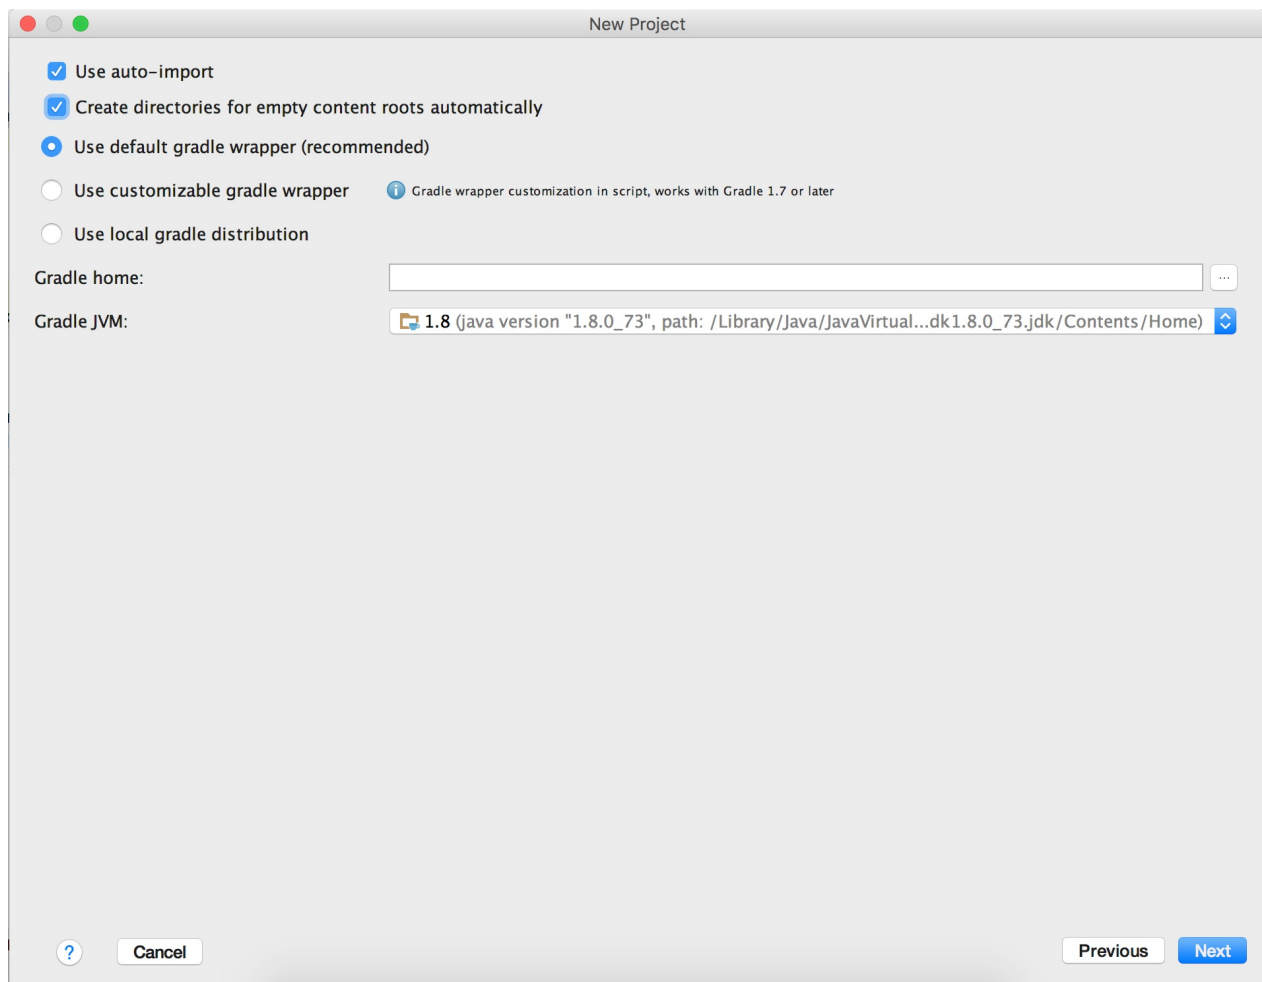 New Project
Use auto-import
Create directories for empty content roots automatically
Use default gradle wrapper (recommended)
Use customizable gradle wrapper Gradle wrapper customization in script, works with Gradle 1.7 or later
Use local gradle distribution
Gradle home: ...
Gradle JVM: 1.8 (java version "1.8.0_73", path: /Library/Java/JavaVirtual...dk1.8.0_73.jdk/Contents/Home)
? Cancel Previous Next